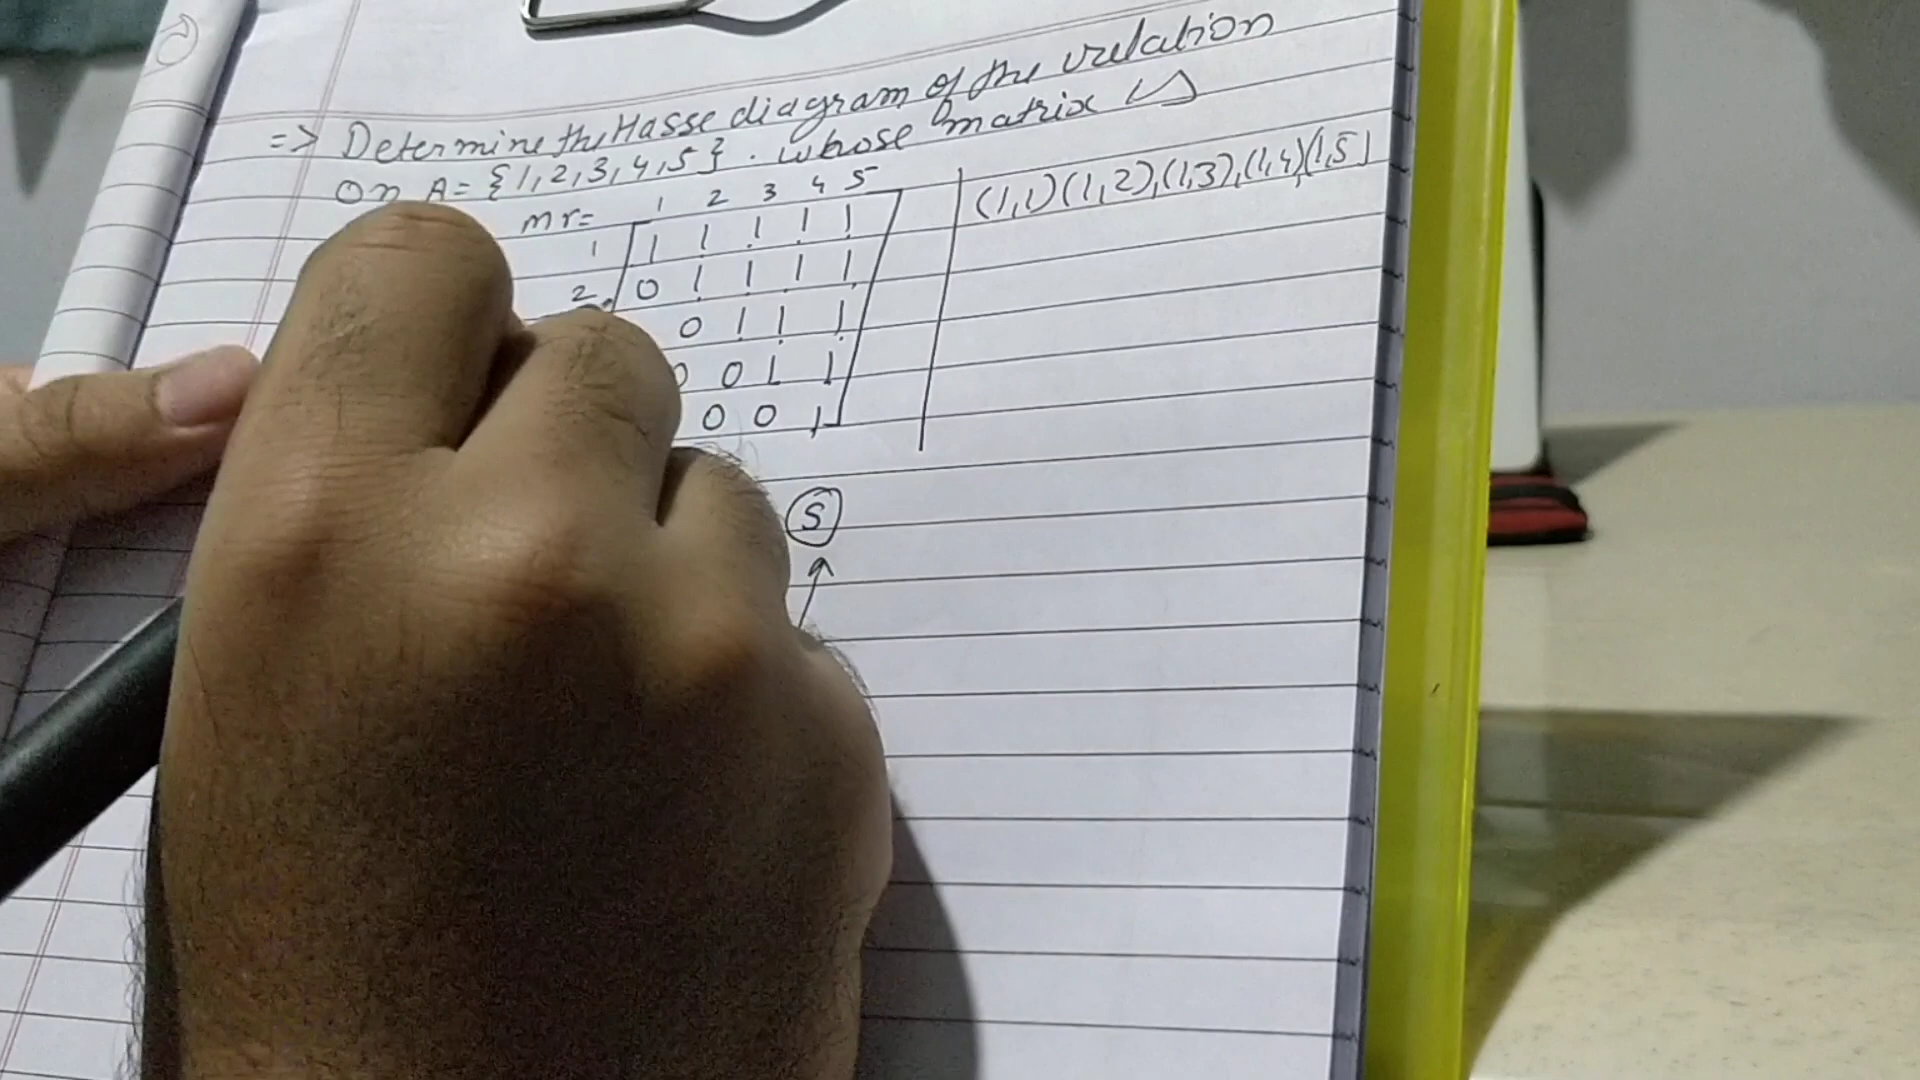 => Determine the Hasse diagram of the relation
on A = {1,2,3,4,5}. whose matrix is
mr=
1 2 3 4 5
1 1 1 1 1 1
2 0 1 1 1 1
0 1 1 1
0 0 1 1
0 0 1
(1,1)(1,2),(1,3),(1,4)(1,5)
5